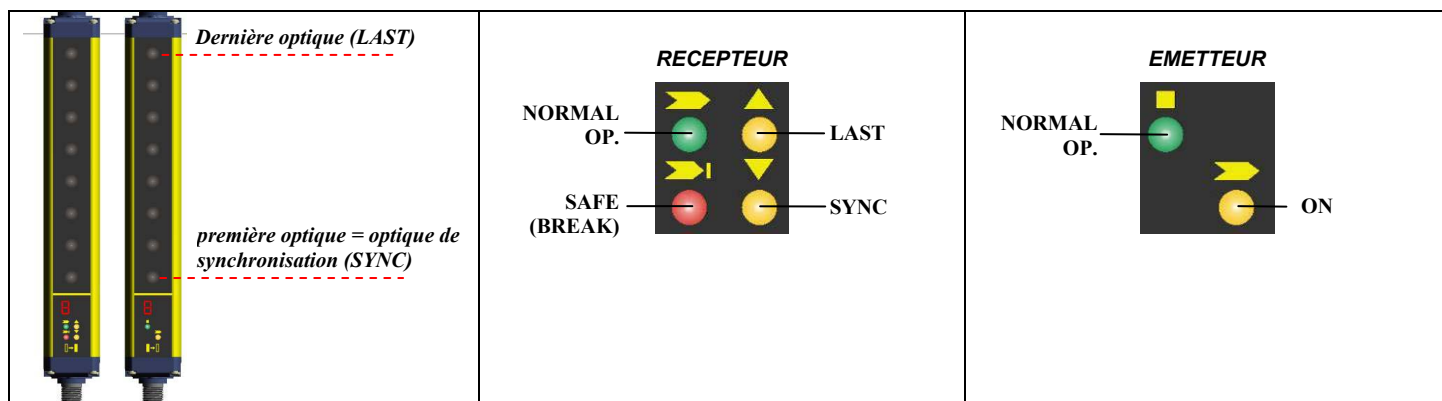 Dernière optique (LAST)
première optique = optique de
synchronisation (SYNC)
RECEPTEUR
NORMAL
OP.
LAST
SAFE
(BREAK)
SYNC
EMETTEUR
NORMAL
OP.
ON